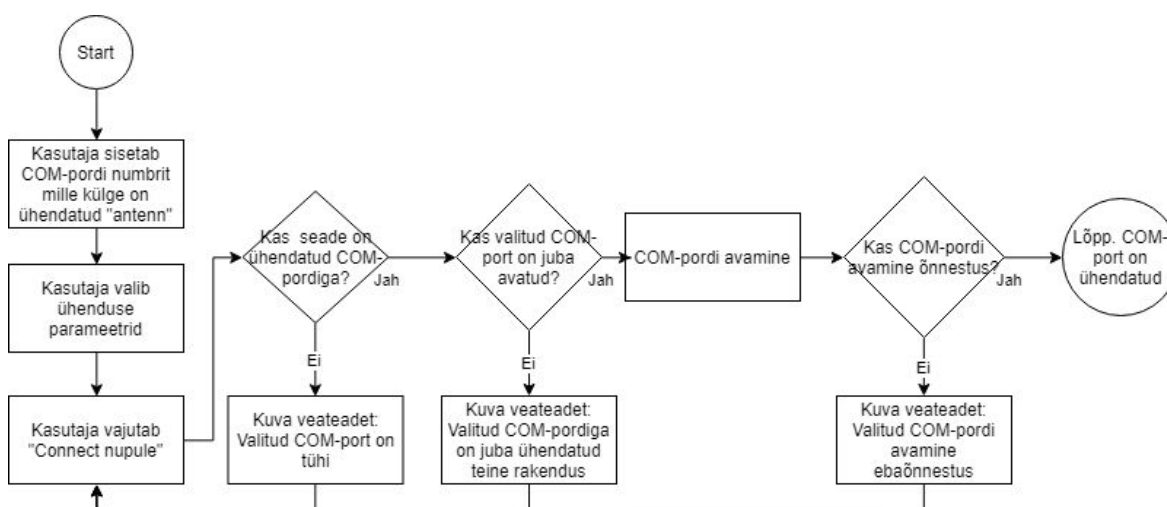 Start
Kasutaja sisetab
COM-pordi numbrit
mille külge on
ühendatud "antenn"
Kasutaja valib
ühenduse
parameetrid
Kasutaja vajutab
"Connect nupule"
Kas seade on
ühendatud COM-
pordiga?
Jah
Ei
Kuva veateadet:
Valitud COM-port on
tühi
Kas valitud COM-
port on juba
avatud?
Jah
Ei
Kuva veateadet:
Valitud COM-pordiga
on juba ühendatud
teine rakendus
COM-pordi avamine
Kas COM-pordi
avamine õnnestus?
Jah
Ei
Kuva veateadet:
Valitud COM-pordi
avamine
ebaõnnestus
Lõpp. COM-
port on
ühendatud